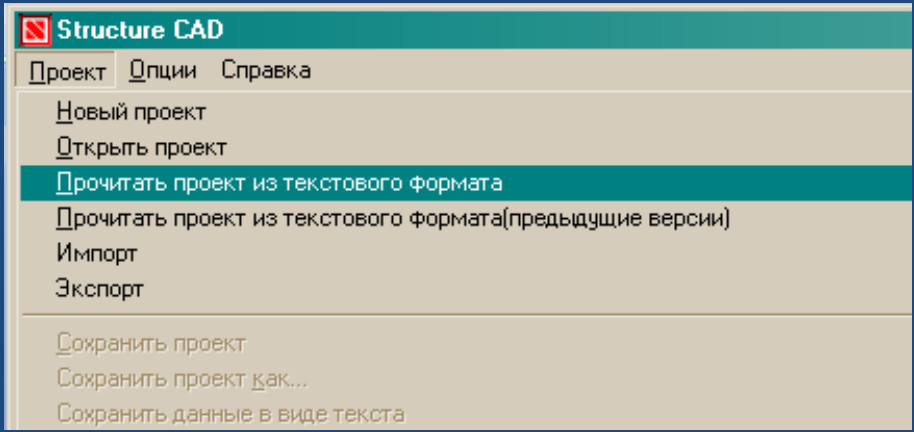 Structure CAD
Проект Опции Справка
Новый проект
Открыть проект
Прочитать проект из текстового формата
Прочитать проект из текстового формата(предыдущие версии)
Импорт
Экспорт
Сохранить проект
Сохранить проект как...
Сохранить данные в виде текста